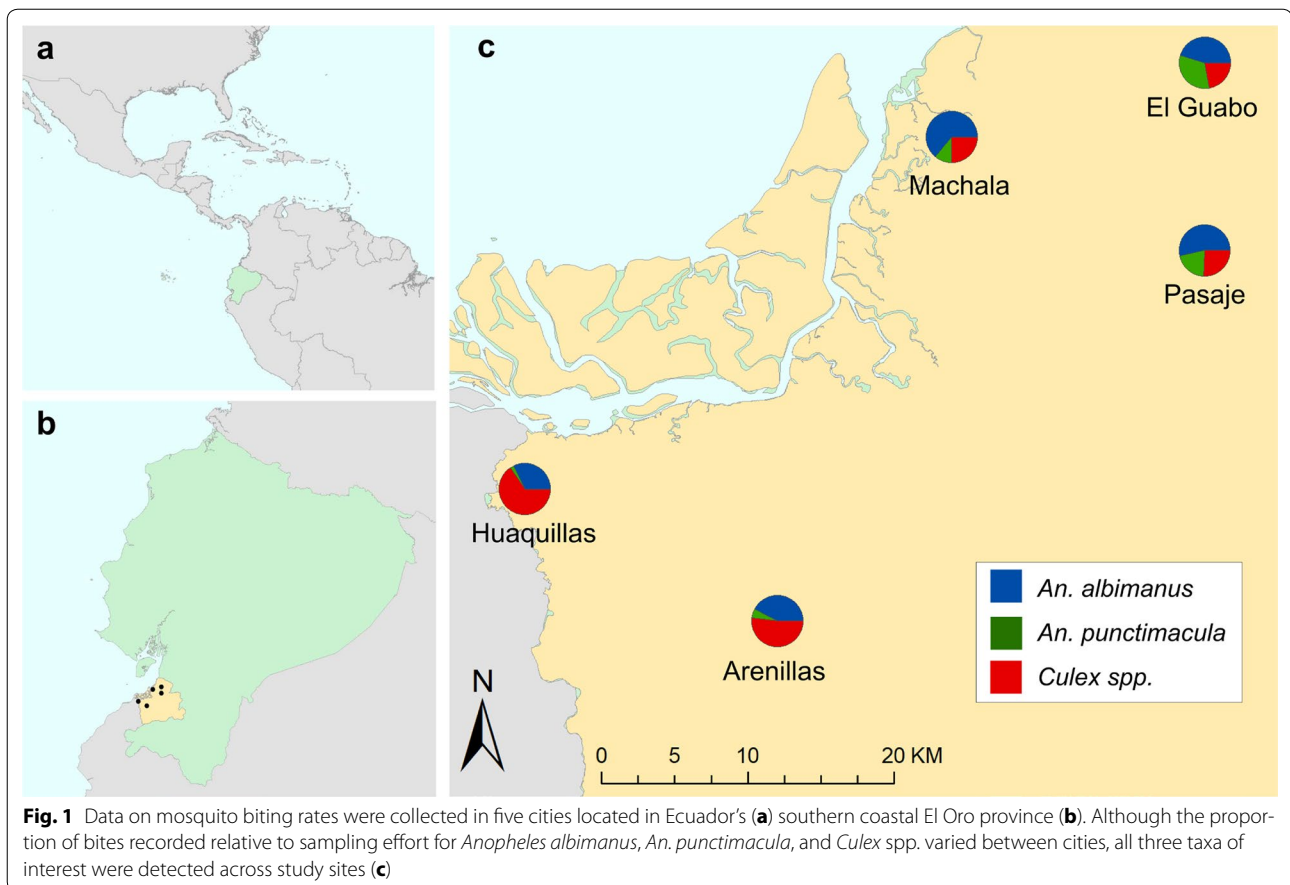 a
b
c
El Guabo
Machala
Pasaje
Huaquillas
Arenillas
An. albimanus
An. punctimacula
Culex spp.
N
0 5 10 20 KM
Fig. 1 Data on mosquito biting rates were collected in five cities located in Ecuador's (a) southern coastal El Oro province (b). Although the propor-
tion of bites recorded relative to sampling effort for Anopheles albimanus, An. punctimacula, and Culex spp. varied between cities, all three taxa of
interest were detected across study sites (c)